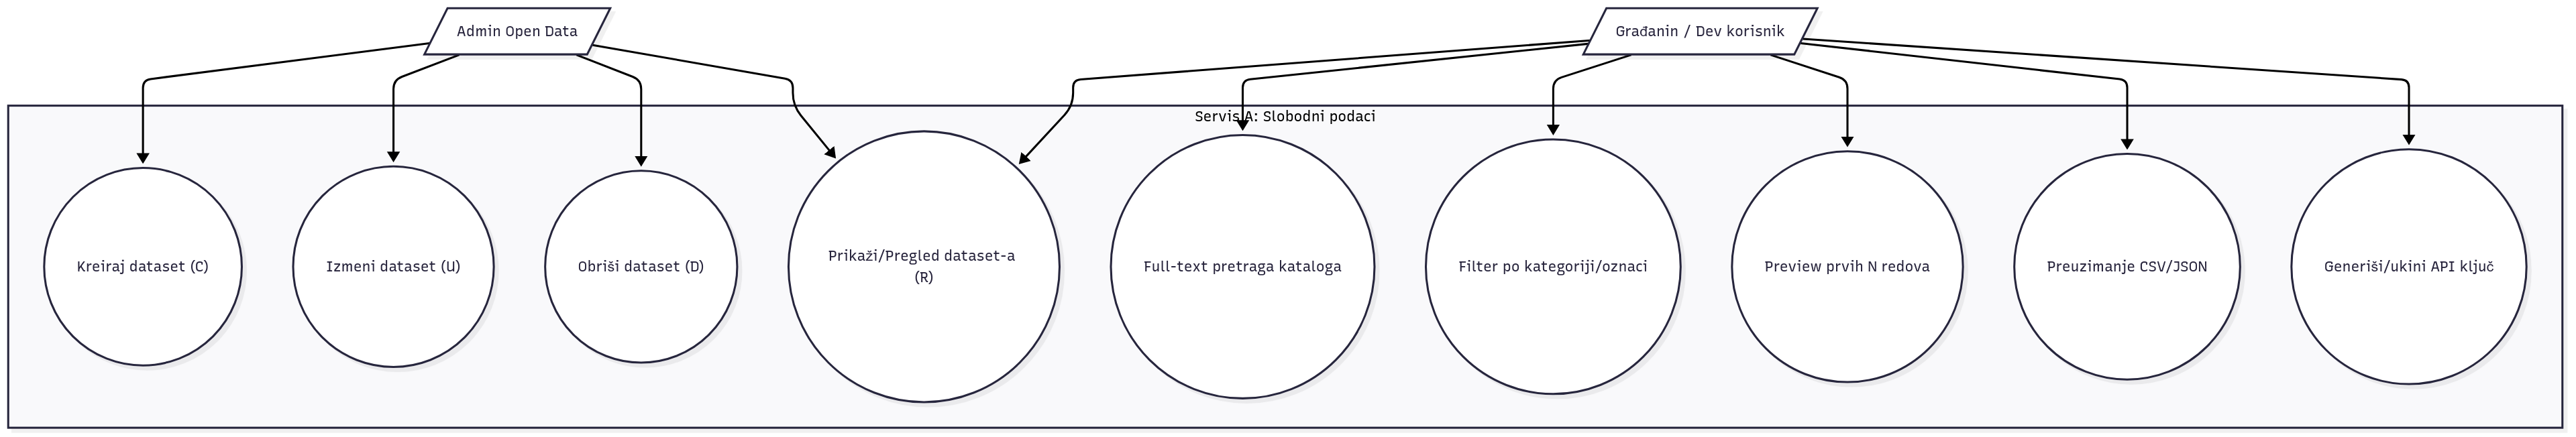 Admin Open Data
Građanin / Dev korisnik
Servis A: Slobodni podaci
Kreiraj dataset (C)
Izmeni dataset (U)
Obriši dataset (D)
Prikaži/Pregled dataset-a
(R)
Full-text pretraga kataloga
Filter po kategoriji/oznaci
Preview prvih N redova
Preuzimanje CSV/JSON
Generiši/ukini API ključ